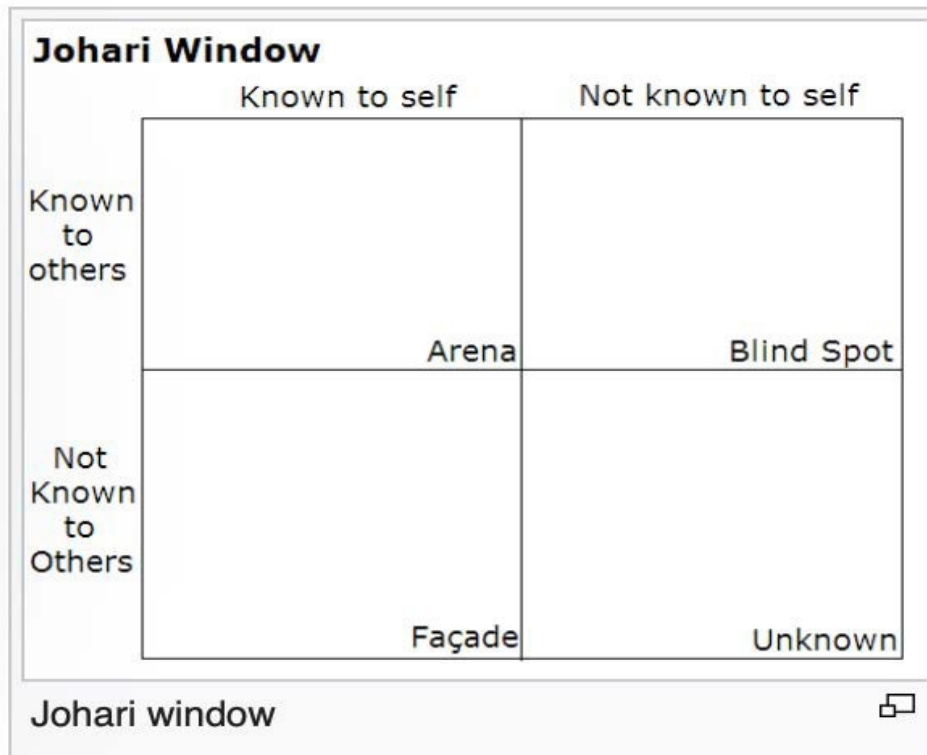 Johari Window
Known to self
Not known to self
Known
to
others
Arena
Blind Spot
Not
Known
to
Others
Façade
Unknown
Johari window